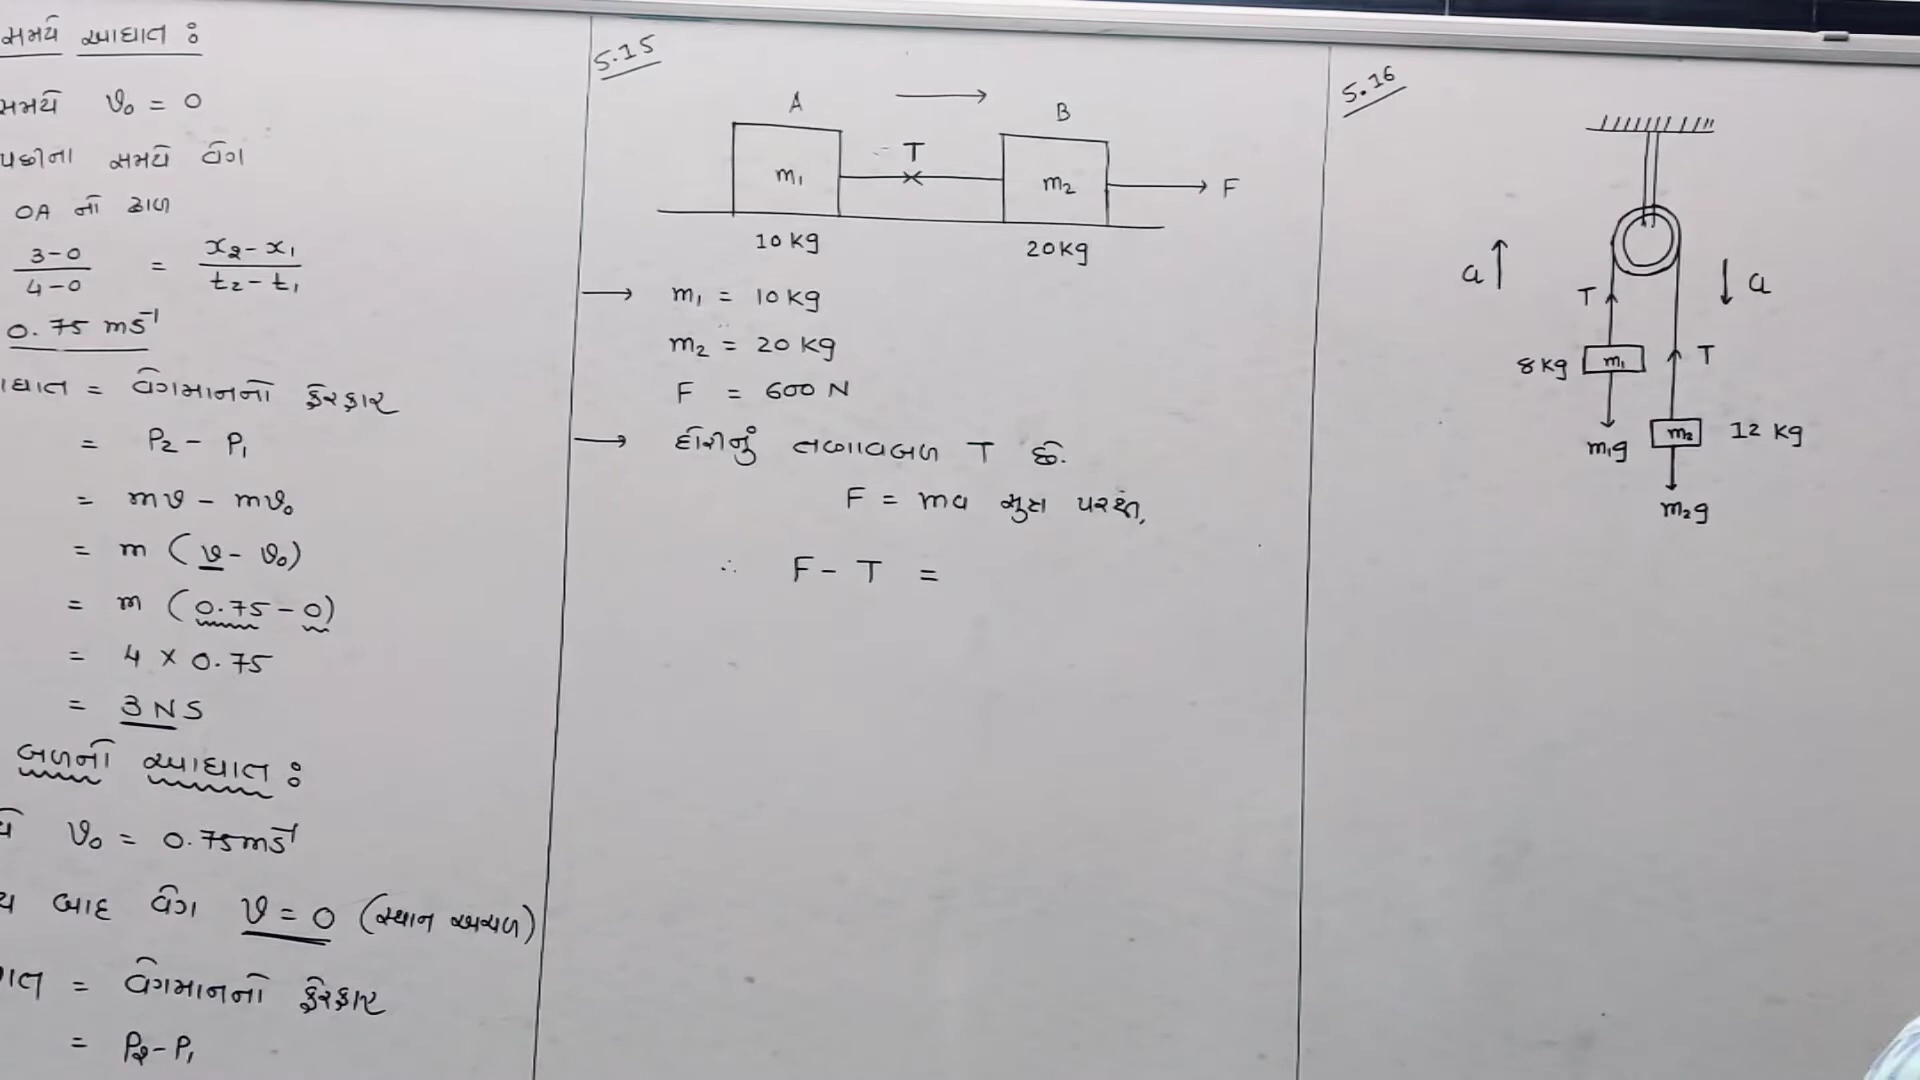 સમયે આઘાત :
સમયે v₀ = 0
પછીના સમયે વેગ
OA નો ઢાળ
3-0 / 4-0 = x₂-x₁ / t₂-t₁
0.75 ms⁻¹
= વેગમાનનો ફેરફાર
= P₂ - P₁
= mv - mv₀
= m (v - v₀)
= m (0.75 - 0)
= 4 × 0.75
= 3 NS
બળનો આઘાત :
v₀ = 0.75 ms⁻¹
બાદ વેગ v = 0 (સ્થાન અચળ)
= વેગમાનનો ફેરફાર
= P₂-P₁
5.15
A
B
m₁
T
m₂
F
10 kg
20 kg
→ m₁ = 10 kg
m₂ = 20 kg
F = 600 N
→ દોરીનું તણાવબળ T છે.
F = ma સુત્ર પરથી,
∴ F - T =
5.16
a
a
T
T
8 kg
m₁
m₁g
m₂
12 kg
m₂g